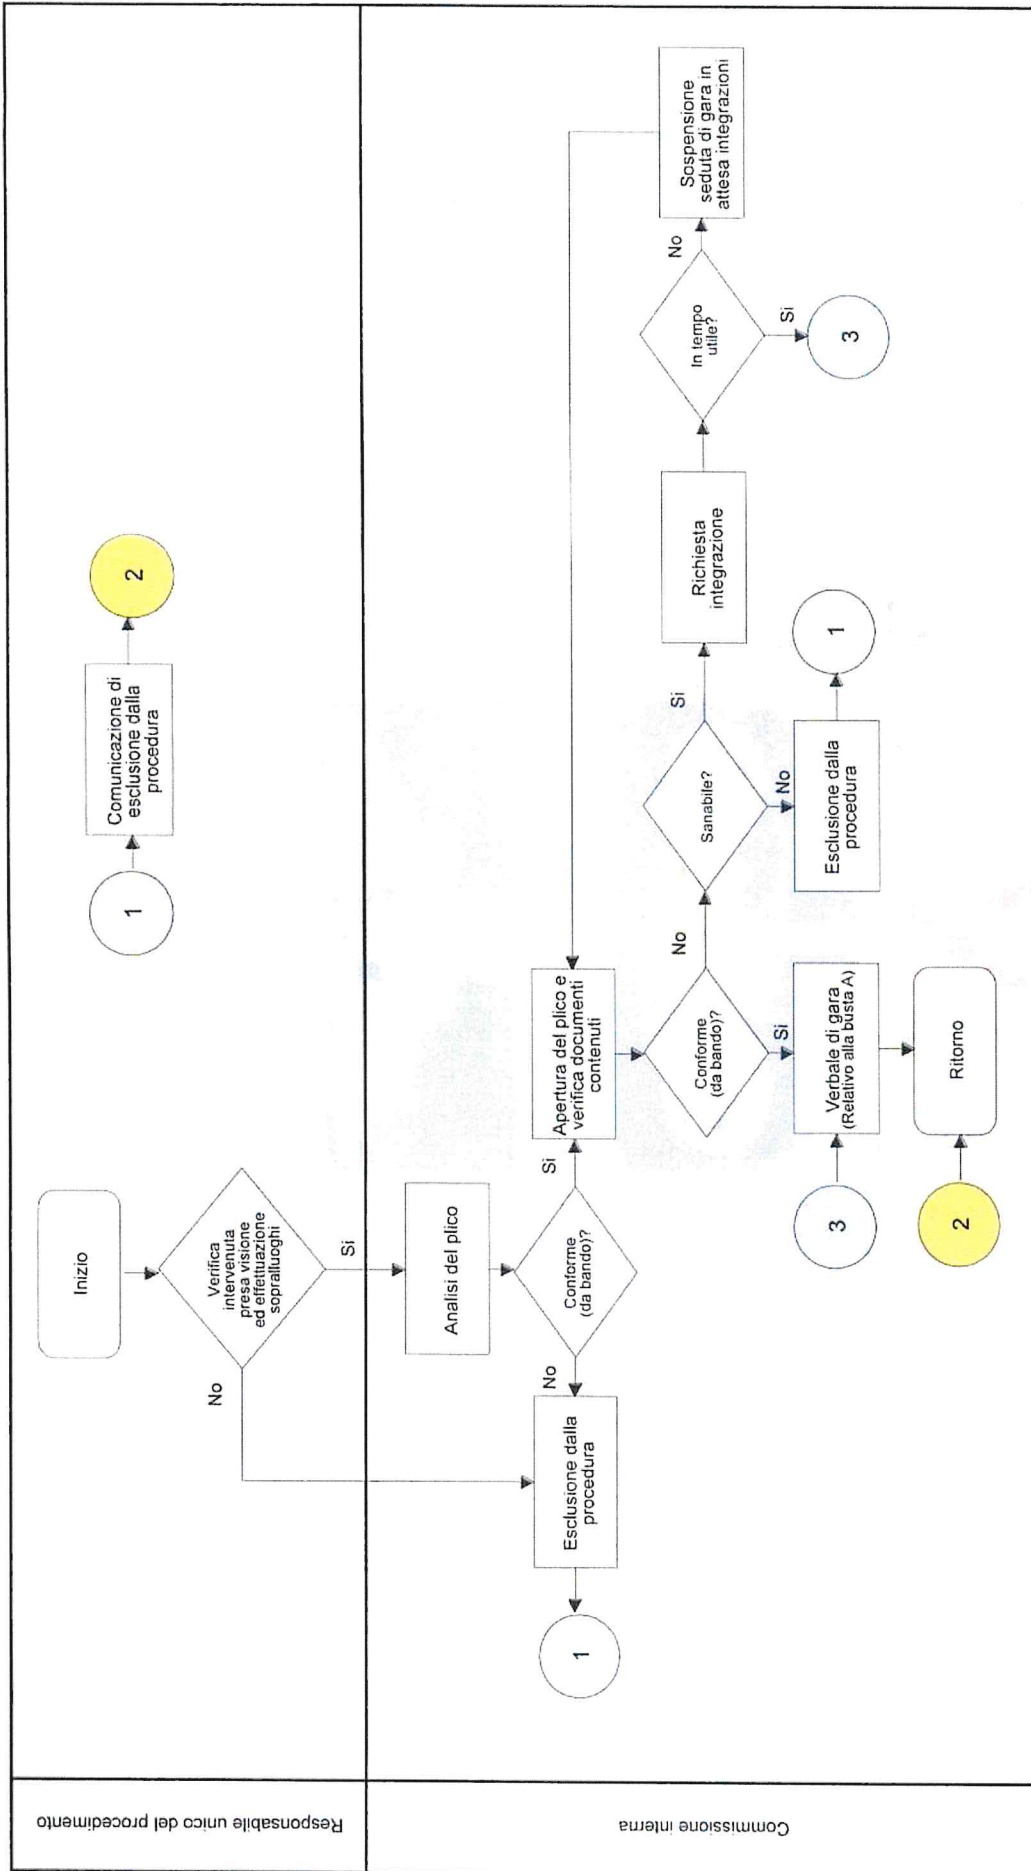 Responsabile unico del procedimento
Inizio
Verifica
intervenuta
presa visione
ed effettuazione
sopralluoghi
No
Si
1
Comunicazione di
esclusione dalla
procedura
2
Commissione interna
1
Esclusione dalla
procedura
No
Analisi del plico
Conforme
(da bando)?
Si
Apertura del plico e
verifica documenti
contenuti
Conforme
(da bando)?
No
Si
3
Verbale di gara
(Relativo alla busta A)
2
Ritorno
Sanabile?
Si
No
Esclusione dalla
procedura
1
Richiesta
integrazione
In tempo
utile?
No
Si
3
Sospensione
seduta di gara in
attesa integrazioni